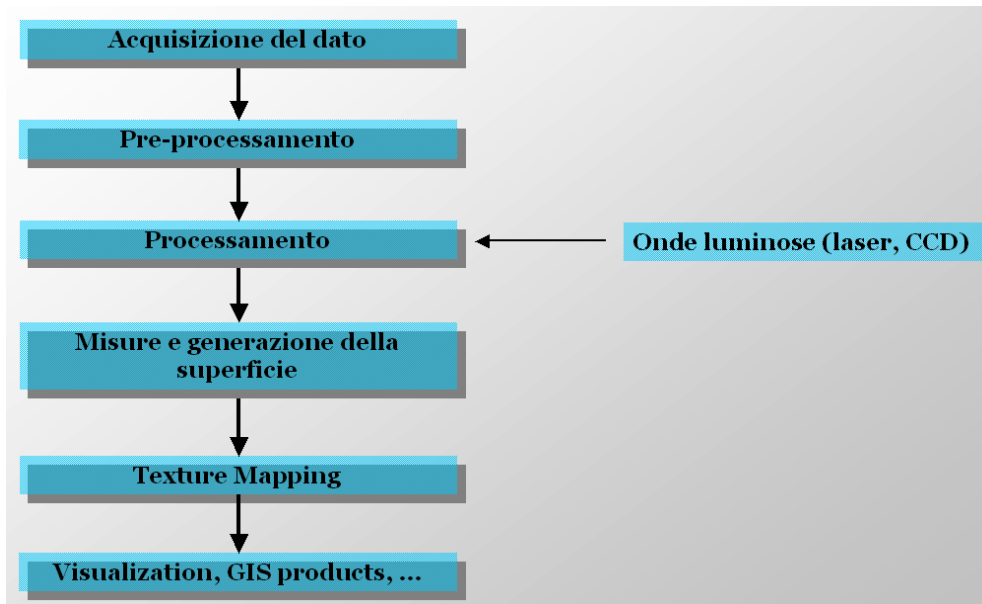 Acquisizione del dato
Pre-processamento
Processamento
Onde luminose (laser, CCD)
Misure e generazione della
superficie
Texture Mapping
Visualization, GIS products, ...